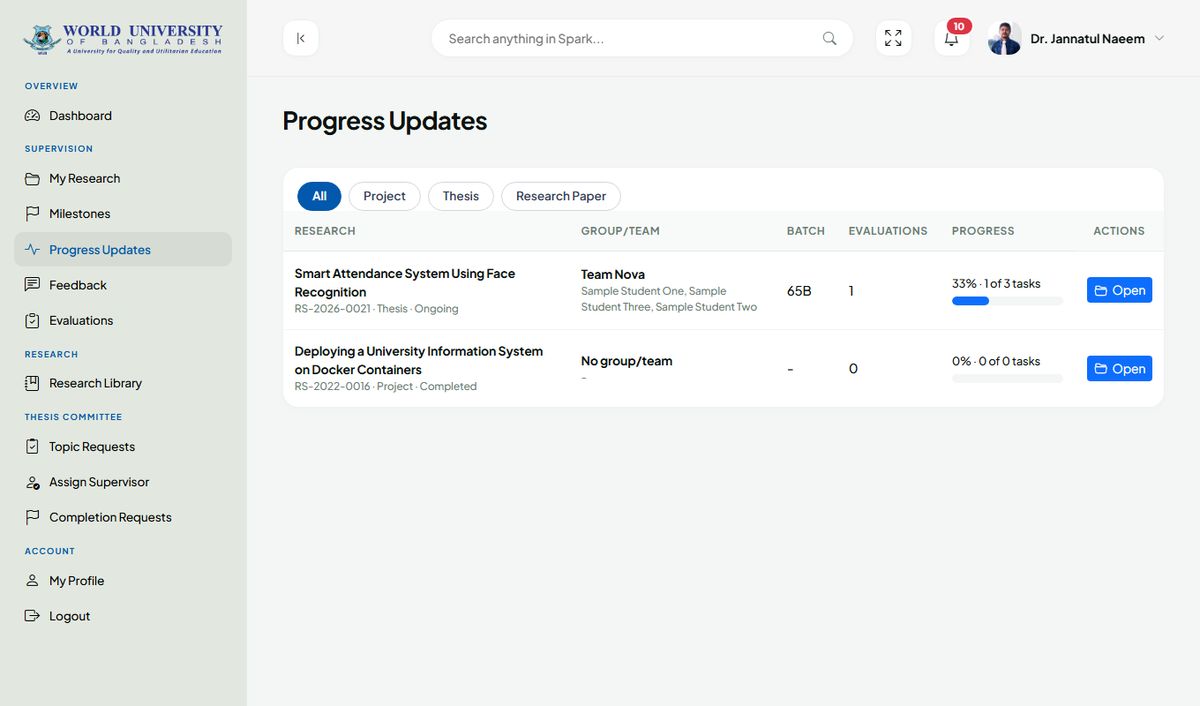 WORLD UNIVERSITY
OF BANGLADESH
A University for Quality and Utilitarian Education
Search anything in Spark...
10
Dr. Jannatul Naeem
OVERVIEW
Dashboard
SUPERVISION
My Research
Milestones
Progress Updates
Feedback
Evaluations
RESEARCH
Research Library
THESIS COMMITTEE
Topic Requests
Assign Supervisor
Completion Requests
ACCOUNT
My Profile
Logout
Progress Updates
All Project Thesis Research Paper
RESEARCH GROUP/TEAM BATCH EVALUATIONS PROGRESS ACTIONS
Smart Attendance System Using Face
Recognition
RS-2026-0021 · Thesis · Ongoing
Team Nova
Sample Student One, Sample
Student Three, Sample Student Two
65B
1
33% · 1 of 3 tasks
Open
Deploying a University Information System
on Docker Containers
RS-2022-0016 · Project · Completed
No group/team
-
-
0
0% · 0 of 0 tasks
Open